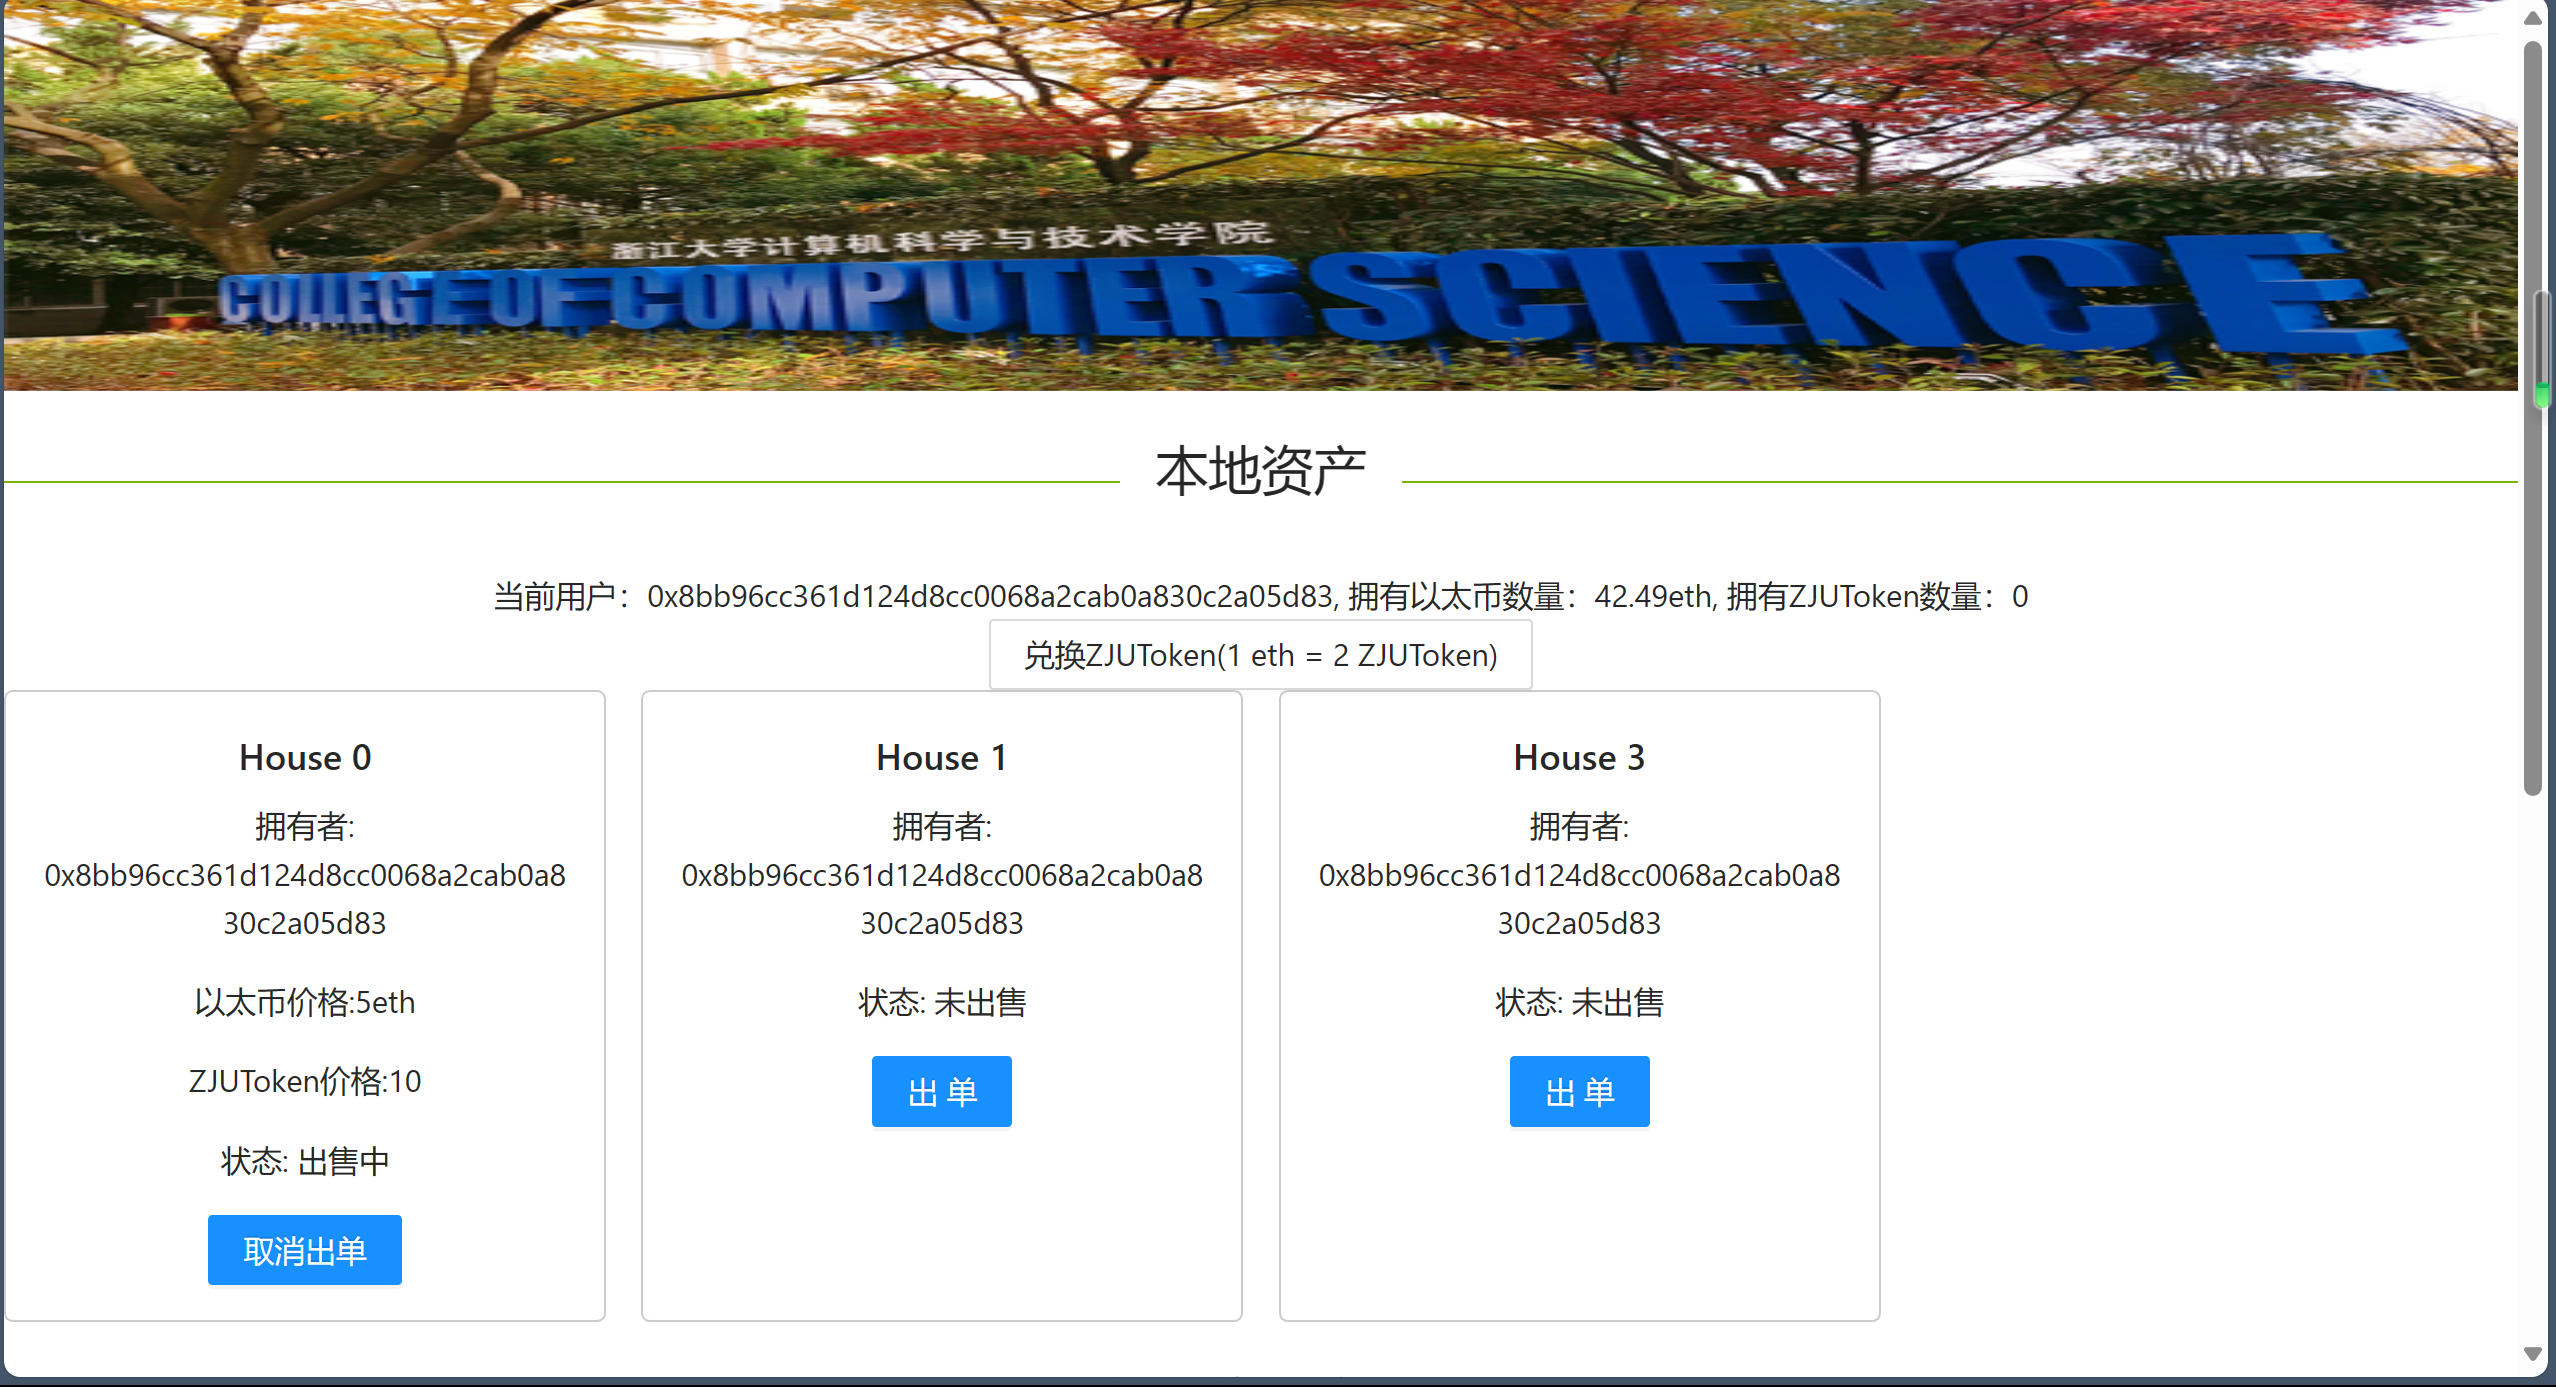 浙江大学计算机科学与技术学院
COLLEGE OF COMPUTER SCIENCE
本地资产
当前用户：0x8bb96cc361d124d8cc0068a2cab0a830c2a05d83, 拥有以太币数量：42.49eth, 拥有ZJUToken数量：0
兑换ZJUToken(1 eth = 2 ZJUToken)
House 0
拥有者:
0x8bb96cc361d124d8cc0068a2cab0a8
30c2a05d83
以太币价格:5eth
ZJUToken价格:10
状态: 出售中
取消出单
House 1
拥有者:
0x8bb96cc361d124d8cc0068a2cab0a8
30c2a05d83
状态: 未出售
出 单
House 3
拥有者:
0x8bb96cc361d124d8cc0068a2cab0a8
30c2a05d83
状态: 未出售
出 单